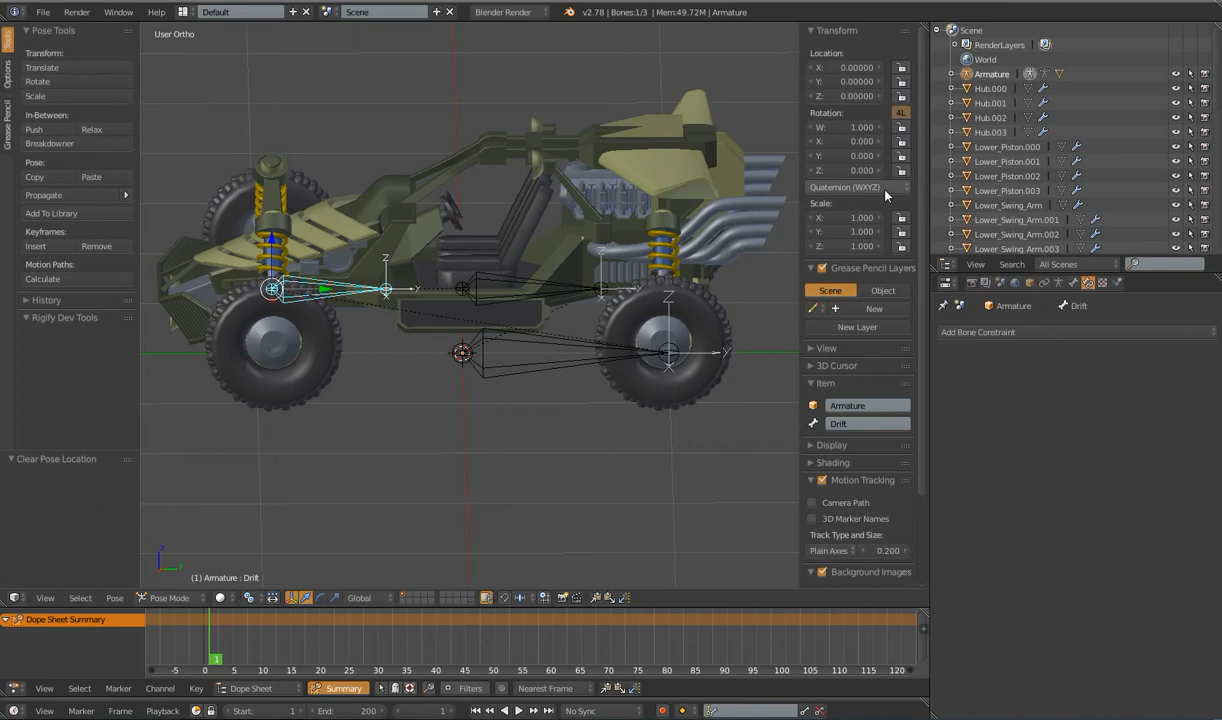 File Render Window Help Default Scene Blender Render v2.78 | Bones:1/3 | Mem:49.72M | Armature
Tools
Options
Grease Pencil
Pose Tools
Transform:
Translate
Rotate
Scale
In-Between:
Push Relax
Breakdowner
Pose:
Copy Paste
Propagate
Add To Library
Keyframes:
Insert Remove
Motion Paths:
Calculate
History
Rigify Dev Tools
Clear Pose Location
User Ortho
Z
Y
Z
Z
Y
X
z
y
(1) Armature : Drift
Transform
Location:
X: 0.00000
Y: 0.00000
Z: 0.00000
Rotation: 4L
W: 1.000
X: 0.000
Y: 0.000
Z: 0.000
Quaternion (WXYZ)
Scale:
X: 1.000
Y: 1.000
Z: 1.000
Grease Pencil Layers
Scene Object
New
New Layer
View
3D Cursor
Item
Armature
Drift
Display
Shading
Motion Tracking
Camera Path
3D Marker Names
Track Type and Size:
Plain Axes 0.200
Background Images
Scene
RenderLayers
World
Armature
Hub.000
Hub.001
Hub.002
Hub.003
Lower_Piston.000
Lower_Piston.001
Lower_Piston.002
Lower_Piston.003
Lower_Swing_Arm
Lower_Swing_Arm.001
Lower_Swing_Arm.002
Lower_Swing_Arm.003
View Search All Scenes
Armature Drift
Add Bone Constraint
View Select Pose Pose Mode Global
Dope Sheet Summary
1
-5 0 5 10 15 20 25 30 35 40 45 50 55 60 65 70 75 80 85 90 95 100 105 110 115 120
View Select Marker Channel Key Dope Sheet Summary Filters Nearest Frame
View Marker Frame Playback Start: 1 End: 200 1 No Sync